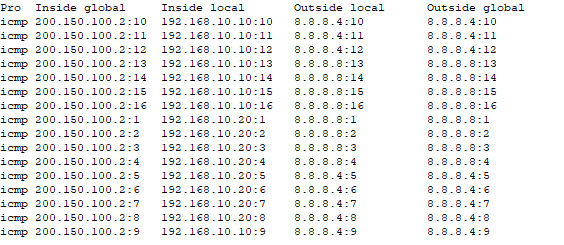 Pro Inside global Inside local Outside local Outside global
icmp 200.150.100.2:10 192.168.10.10:10 8.8.8.4:10 8.8.8.4:10
icmp 200.150.100.2:11 192.168.10.10:11 8.8.8.4:11 8.8.8.4:11
icmp 200.150.100.2:12 192.168.10.10:12 8.8.8.4:12 8.8.8.4:12
icmp 200.150.100.2:13 192.168.10.10:13 8.8.8.8:13 8.8.8.8:13
icmp 200.150.100.2:14 192.168.10.10:14 8.8.8.8:14 8.8.8.8:14
icmp 200.150.100.2:15 192.168.10.10:15 8.8.8.8:15 8.8.8.8:15
icmp 200.150.100.2:16 192.168.10.10:16 8.8.8.8:16 8.8.8.8:16
icmp 200.150.100.2:1 192.168.10.20:1 8.8.8.8:1 8.8.8.8:1
icmp 200.150.100.2:2 192.168.10.20:2 8.8.8.8:2 8.8.8.8:2
icmp 200.150.100.2:3 192.168.10.20:3 8.8.8.8:3 8.8.8.8:3
icmp 200.150.100.2:4 192.168.10.20:4 8.8.8.8:4 8.8.8.8:4
icmp 200.150.100.2:5 192.168.10.20:5 8.8.8.4:5 8.8.8.4:5
icmp 200.150.100.2:6 192.168.10.20:6 8.8.8.4:6 8.8.8.4:6
icmp 200.150.100.2:7 192.168.10.20:7 8.8.8.4:7 8.8.8.4:7
icmp 200.150.100.2:8 192.168.10.20:8 8.8.8.4:8 8.8.8.4:8
icmp 200.150.100.2:9 192.168.10.10:9 8.8.8.4:9 8.8.8.4:9